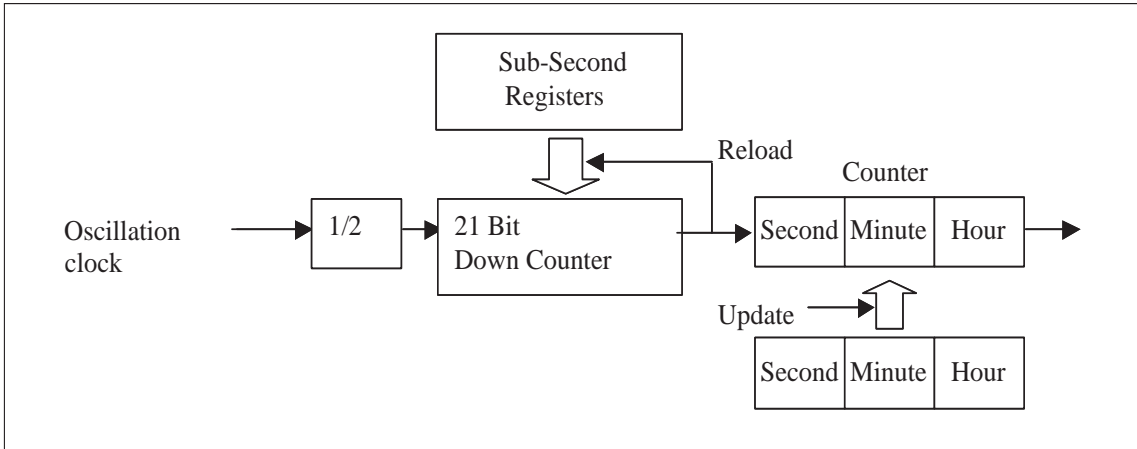 Sub-Second
Registers
Reload
Counter
Oscillation
clock
1/2
21 Bit
Down Counter
Second
Minute
Hour
Update
Second
Minute
Hour